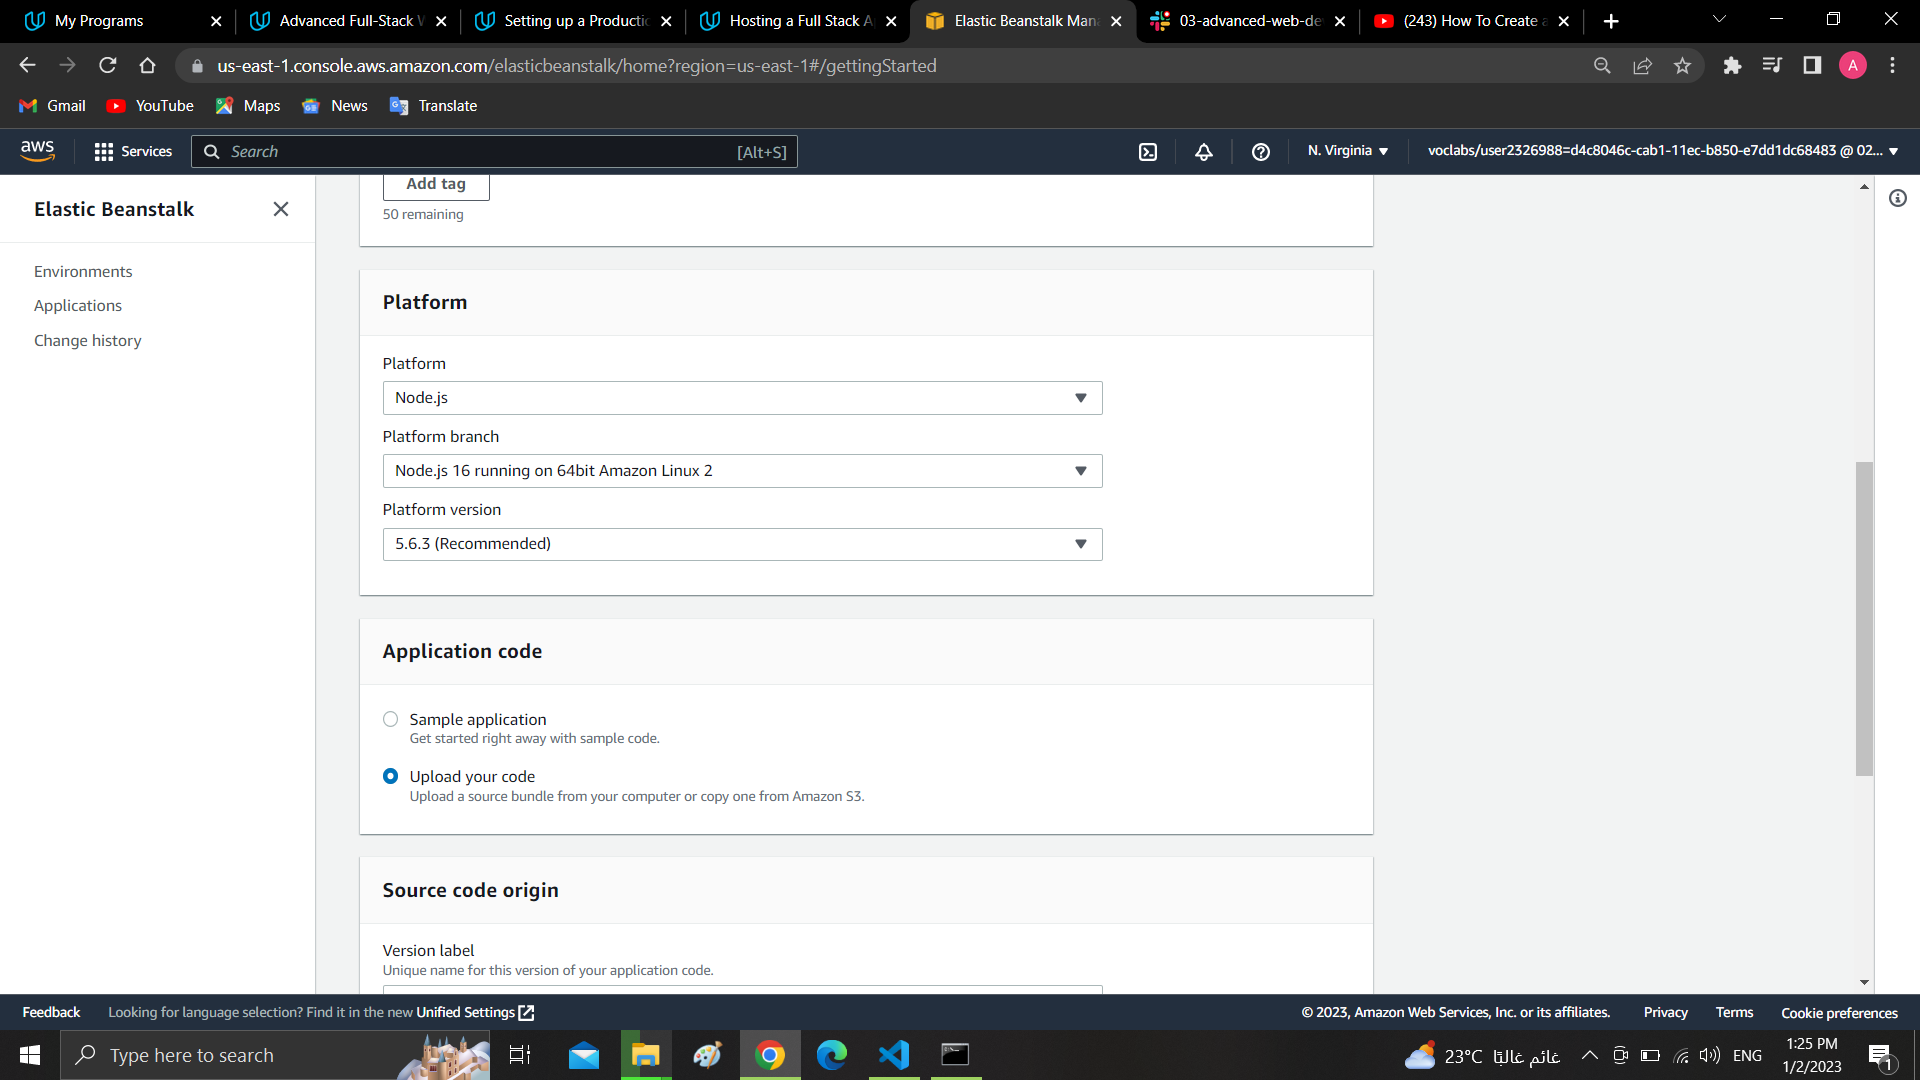 My Programs
Advanced Full-Stack W
Setting up a Productio
Hosting a Full Stack A
Elastic Beanstalk Mana
03-advanced-web-de
(243) How To Create a
us-east-1.console.aws.amazon.com/elasticbeanstalk/home?region=us-east-1#/gettingStarted
A
Gmail
YouTube
Maps
News
Translate
aws
Services
Search
[Alt+S]
N. Virginia
voclabs/user2326988=d4c8046c-cab1-11ec-b850-e7dd1dc68483 @ 02...
Elastic Beanstalk
Environments
Applications
Change history
Add tag
50 remaining
Platform
Platform
Node.js
Platform branch
Node.js 16 running on 64bit Amazon Linux 2
Platform version
5.6.3 (Recommended)
Application code
Sample application
Get started right away with sample code.
Upload your code
Upload a source bundle from your computer or copy one from Amazon S3.
Source code origin
Version label
Unique name for this version of your application code.
Feedback
Looking for language selection? Find it in the new Unified Settings
© 2023, Amazon Web Services, Inc. or its affiliates.
Privacy
Terms
Cookie preferences
Type here to search
23°C غائم غالبًا
ENG
1:25 PM
1/2/2023
1